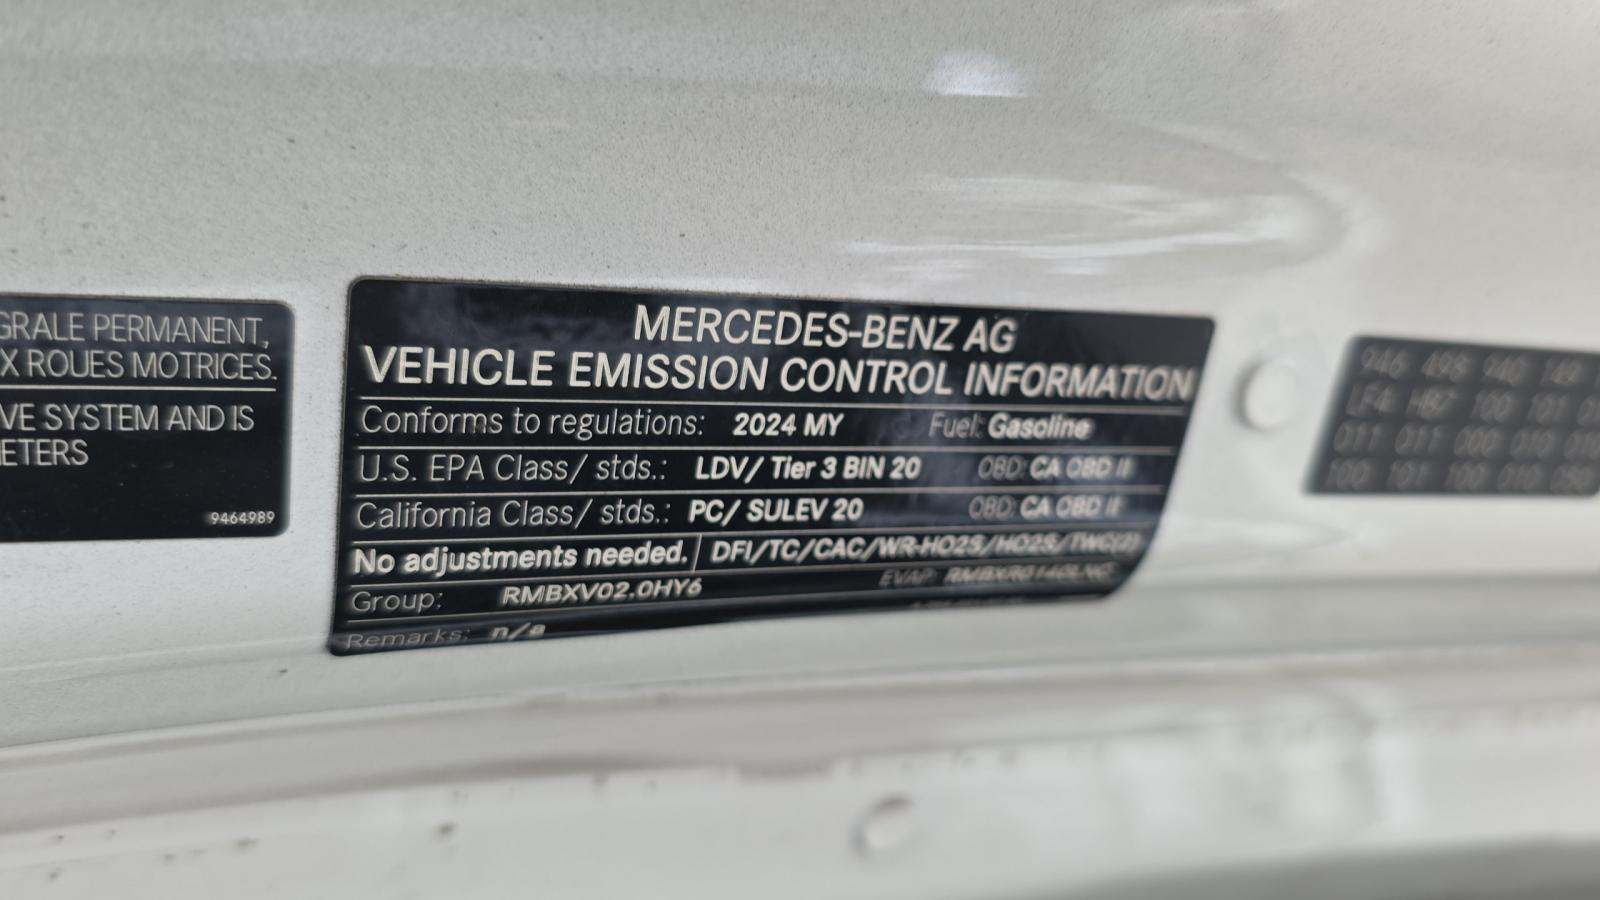 GRALE PERMANENT,
X ROUES MOTRICES.
VE SYSTEM AND IS
ETERS
9464989
MERCEDES-BENZ AG
VEHICLE EMISSION CONTROL INFORMATION
Conforms to regulations: 2024 MY Fuel: Gasoline
U.S. EPA Class/ stds.: LDV/ Tier 3 BIN 20 OBD: CA OBD II
California Class/ stds.: PC/ SULEV 20 OBD: CA OBD II
No adjustments needed. DFI/TC/CAC/WR-HO2S/HO2S/TWC(2)
Group: RMBXV02.0HY6 EVAP:
Remarks: n/a